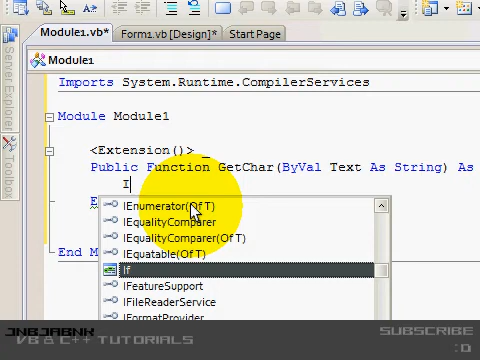 Module1.vb* Form1.vb [Design]* Start Page
Server Explorer
Toolbox
Module1
Imports System.Runtime.CompilerServices
Module Module1
<Extension()> _
Public Function GetChar(ByVal Text As String) As
I
IEnumerator(Of T)
IEqualityComparer
IEqualityComparer(Of T)
IEquatable(Of T)
If
IFeatureSupport
IFileReaderService
IFormatProvider
End M
JNBJABNK
VB & C++ TUTORIALS
SUBSCRIBE
:D